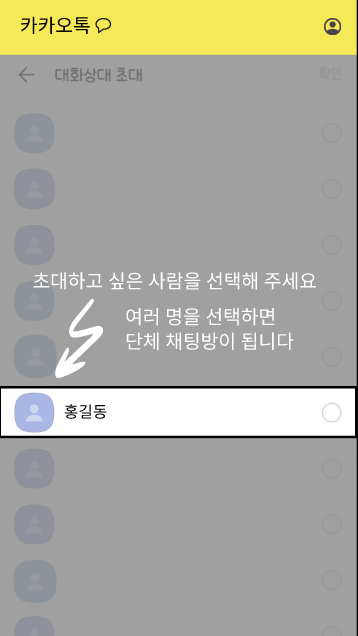 카카오톡
대화상대 초대
확인
초대하고 싶은 사람을 선택해 주세요
여러 명을 선택하면
단체 채팅방이 됩니다
홍길동